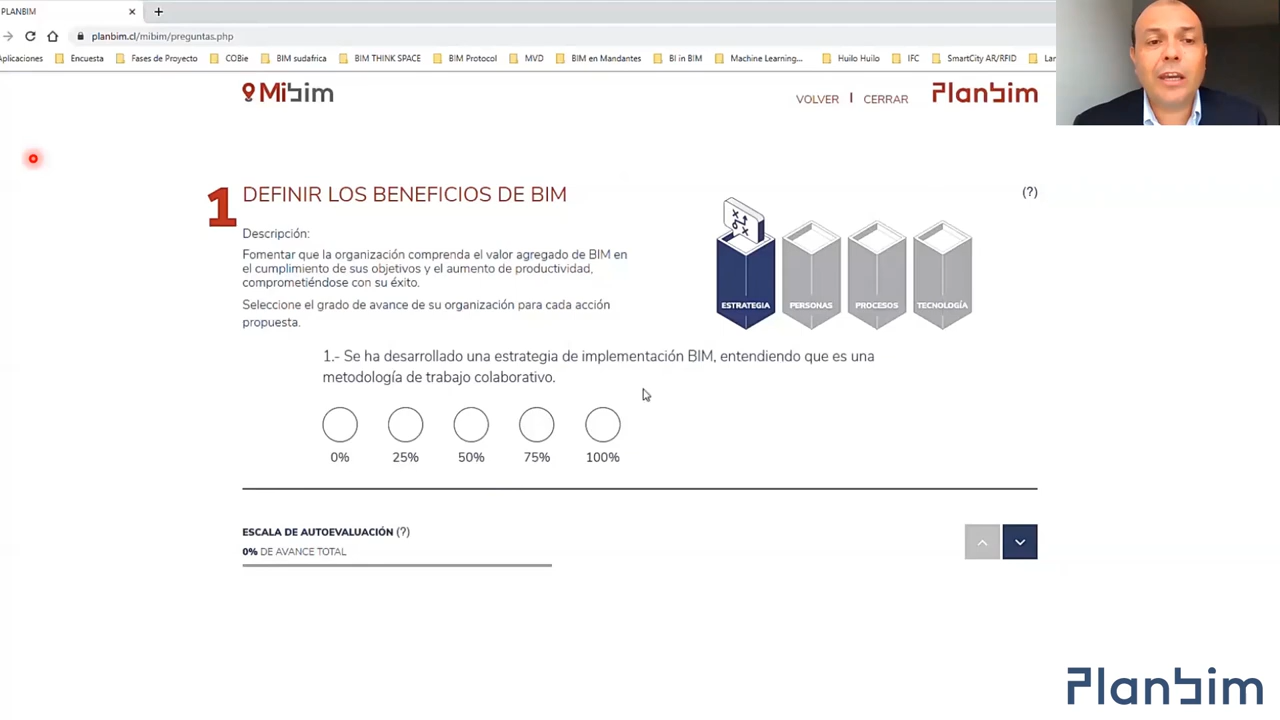 PLANBIM
planbim.cl/mibim/preguntas.php
Aplicaciones Encuesta Fases de Proyecto COBie BIM sudafrica BIM THINK SPACE BIM Protocol MVD BIM en Mandantes BI in BIM Machine Learning... Huilo Huilo IFC SmartCity AR/RFID
Mibim
VOLVER | CERRAR
Planbim
1 DEFINIR LOS BENEFICIOS DE BIM
(?)
Descripción:
Fomentar que la organización comprenda el valor agregado de BIM en
el cumplimiento de sus objetivos y el aumento de productividad,
comprometiéndose con su éxito.
Seleccione el grado de avance de su organización para cada acción
propuesta.
ESTRATEGIA PERSONAS PROCESOS TECNOLOGÍA
1.- Se ha desarrollado una estrategia de implementación BIM, entendiendo que es una
metodología de trabajo colaborativo.
0% 25% 50% 75% 100%
ESCALA DE AUTOEVALUACIÓN (?)
0% DE AVANCE TOTAL
Planbim